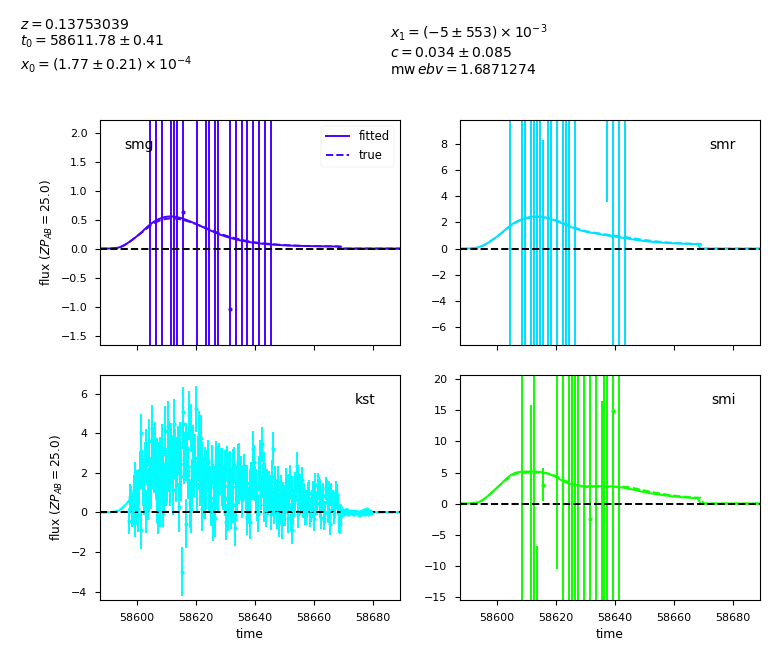 z = 0.13753039
t₀ = 58611.78 ± 0.41
x₀ = (1.77 ± 0.21) × 10⁻⁴
x₁ = (−5 ± 553) × 10⁻³
c = 0.034 ± 0.085
mw ebv = 1.6871274
smg
fitted
true
2.0
1.5
1.0
0.5
0.0
−0.5
−1.0
−1.5
flux (ZP_AB = 25.0)
smr
8
6
4
2
0
−2
−4
−6
kst
6
4
2
0
−2
−4
flux (ZP_AB = 25.0)
58600 58620 58640 58660 58680
time
smi
20
15
10
5
0
−5
−10
−15
58600 58620 58640 58660 58680
time